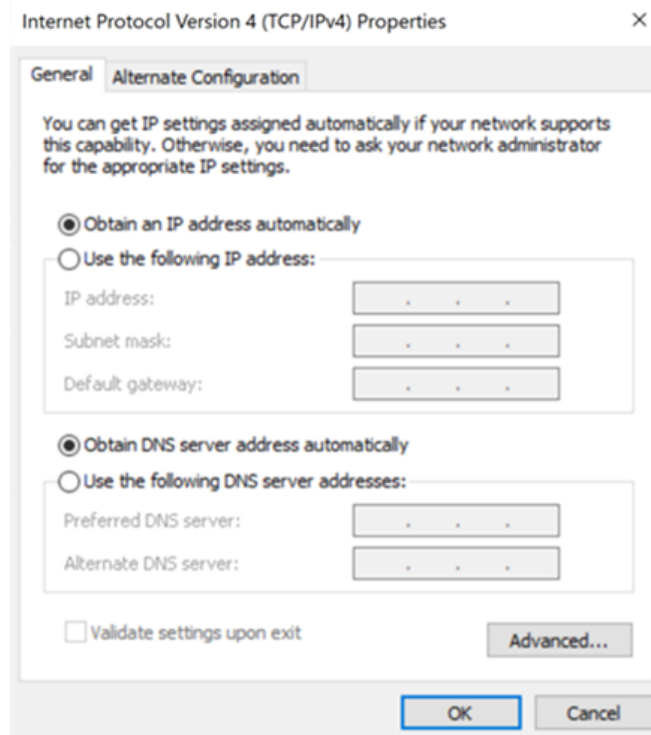 Internet Protocol Version 4 (TCP/IPv4) Properties
General
Alternate Configuration
You can get IP settings assigned automatically if your network supports
this capability. Otherwise, you need to ask your network administrator
for the appropriate IP settings.
Obtain an IP address automatically
Use the following IP address:
IP address:
Subnet mask:
Default gateway:
Obtain DNS server address automatically
Use the following DNS server addresses:
Preferred DNS server:
Alternate DNS server:
Validate settings upon exit
Advanced...
OK
Cancel